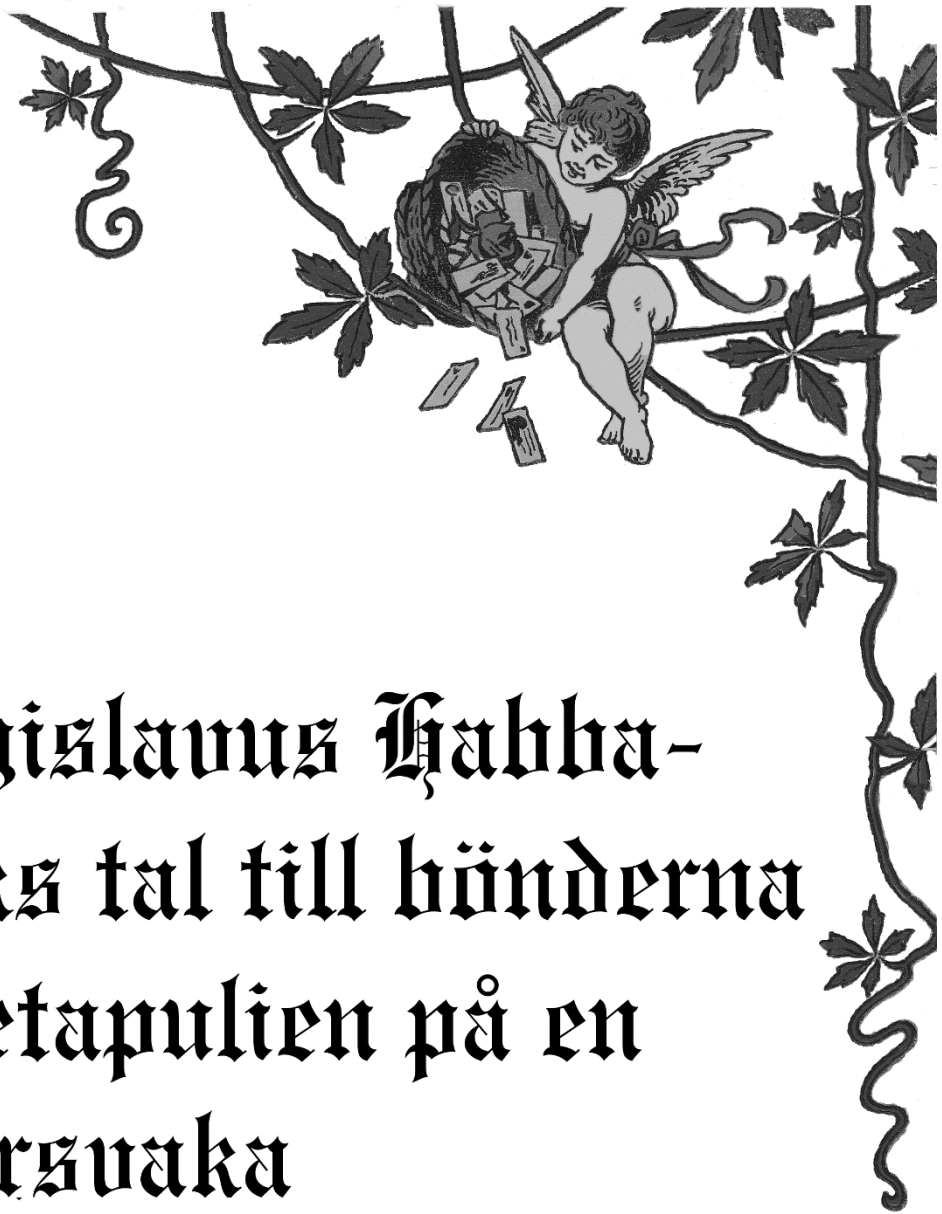 gislavus Habba-
ks tal till bönderna
etapulien på en
rsvaka